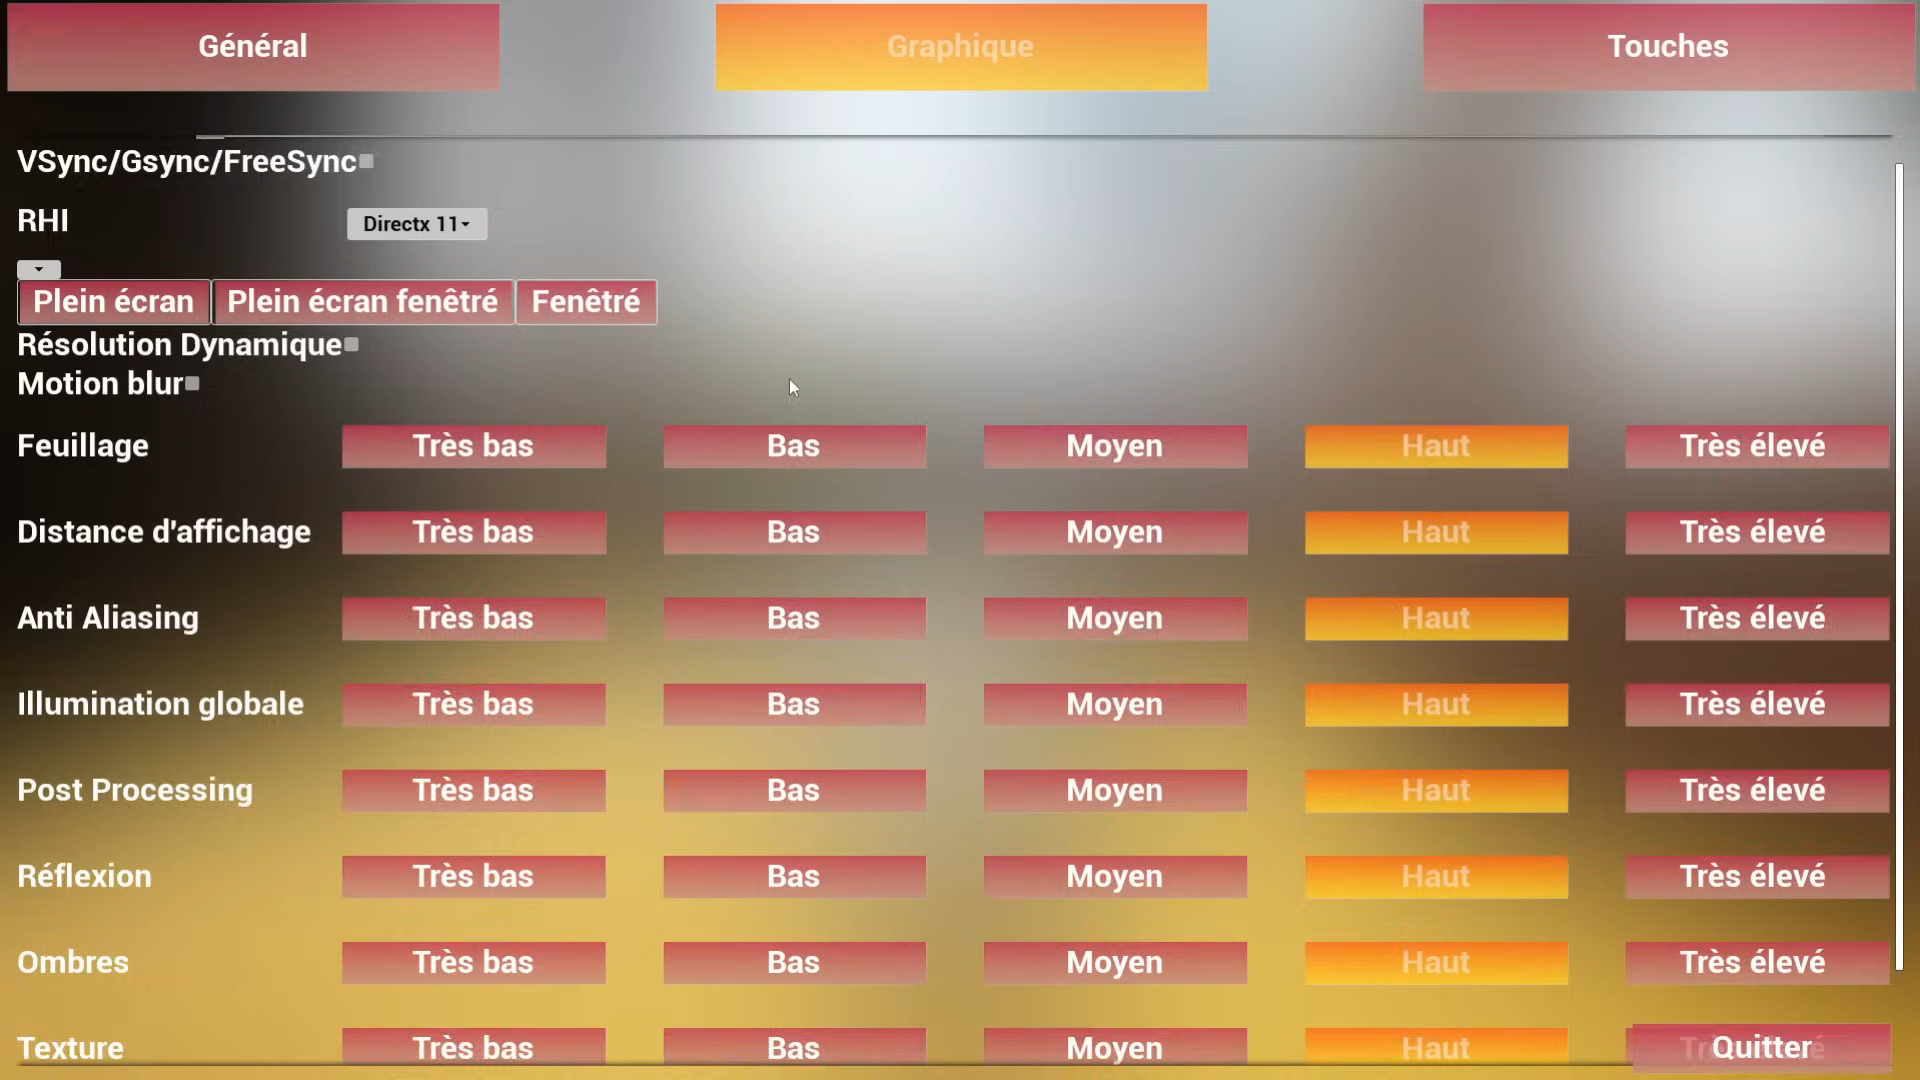 Général Graphique Touches
VSync/Gsync/FreeSync
RHI Directx 11
Plein écran Plein écran fenêtré Fenêtré
Résolution Dynamique
Motion blur
Feuillage Très bas Bas Moyen Haut Très élevé
Distance d'affichage Très bas Bas Moyen Haut Très élevé
Anti Aliasing Très bas Bas Moyen Haut Très élevé
Illumination globale Très bas Bas Moyen Haut Très élevé
Post Processing Très bas Bas Moyen Haut Très élevé
Réflexion Très bas Bas Moyen Haut Très élevé
Ombres Très bas Bas Moyen Haut Très élevé
Texture Très bas Bas Moyen Haut Quitter